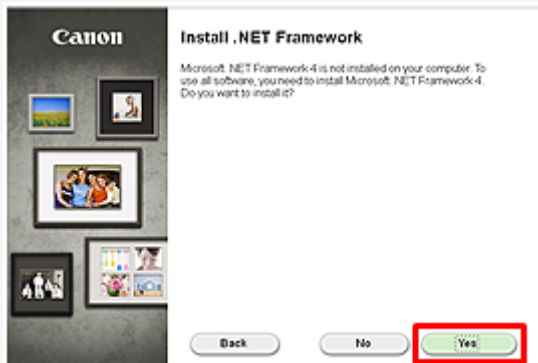 Canon
Install .NET Framework
Microsoft .NET Framework 4 is not installed on your computer. To
use all software, you need to install Microsoft .NET Framework 4.
Do you want to install it?
Back
No
Yes